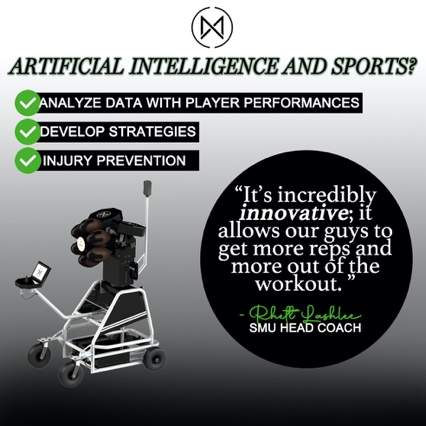 ARTIFICIAL INTELLIGENCE AND SPORTS?
ANALYZE DATA WITH PLAYER PERFORMANCES
DEVELOP STRATEGIES
INJURY PREVENTION
“It’s incredibly
innovative; it
allows our guys to
get more reps and
more out of the
workout. ”
- Rhett Lashlee
SMU HEAD COACH